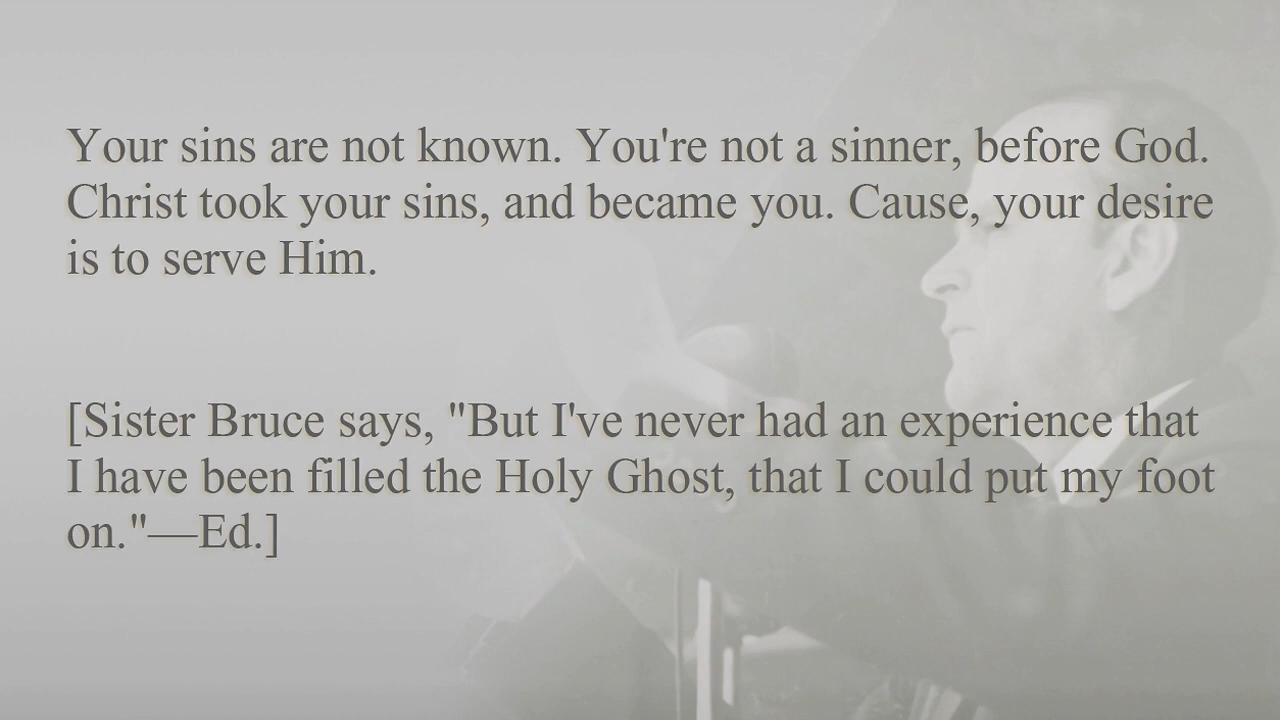 Your sins are not known. You're not a sinner, before God.
Christ took your sins, and became you. Cause, your desire
is to serve Him.
[Sister Bruce says, "But I've never had an experience that
I have been filled the Holy Ghost, that I could put my foot
on."—Ed.]